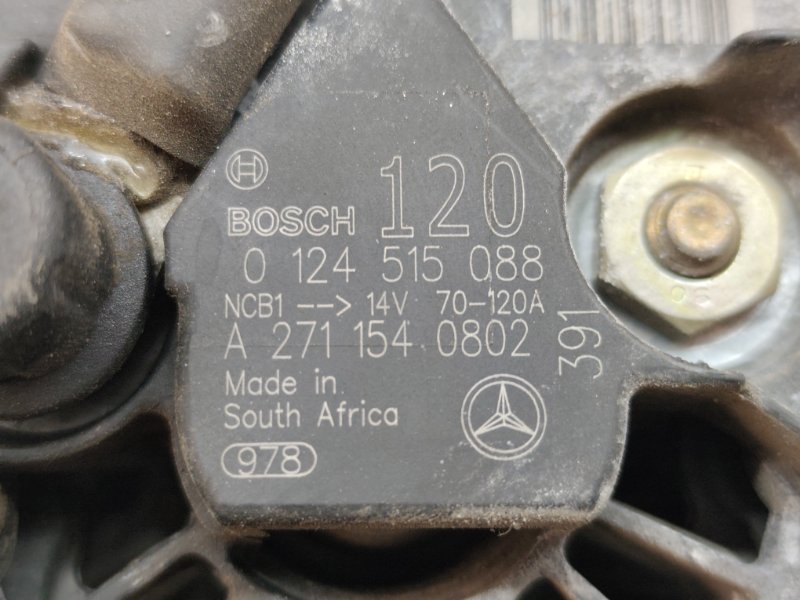 BOSCH 120
0 124 515 088
NCB1 --> 14V 70-120A
A 271 154 0802
391
Made in
South Africa
978